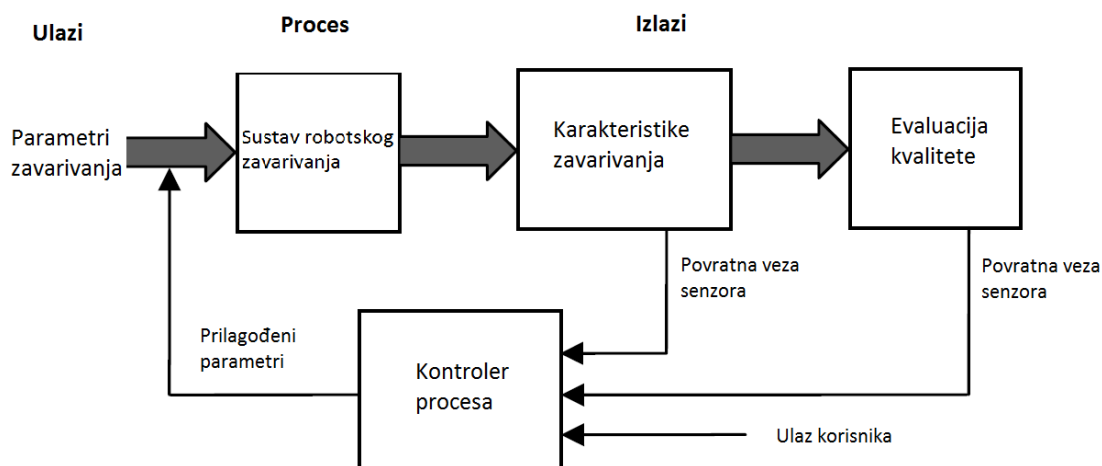 Ulazi
Proces
Izlazi
Parametri
zavarivanja
Sustav robotskog
zavarivanja
Karakteristike
zavarivanja
Evaluacija
kvalitete
Povratna veza
senzora
Povratna veza
senzora
Prilagođeni
parametri
Kontroler
procesa
Ulaz korisnika